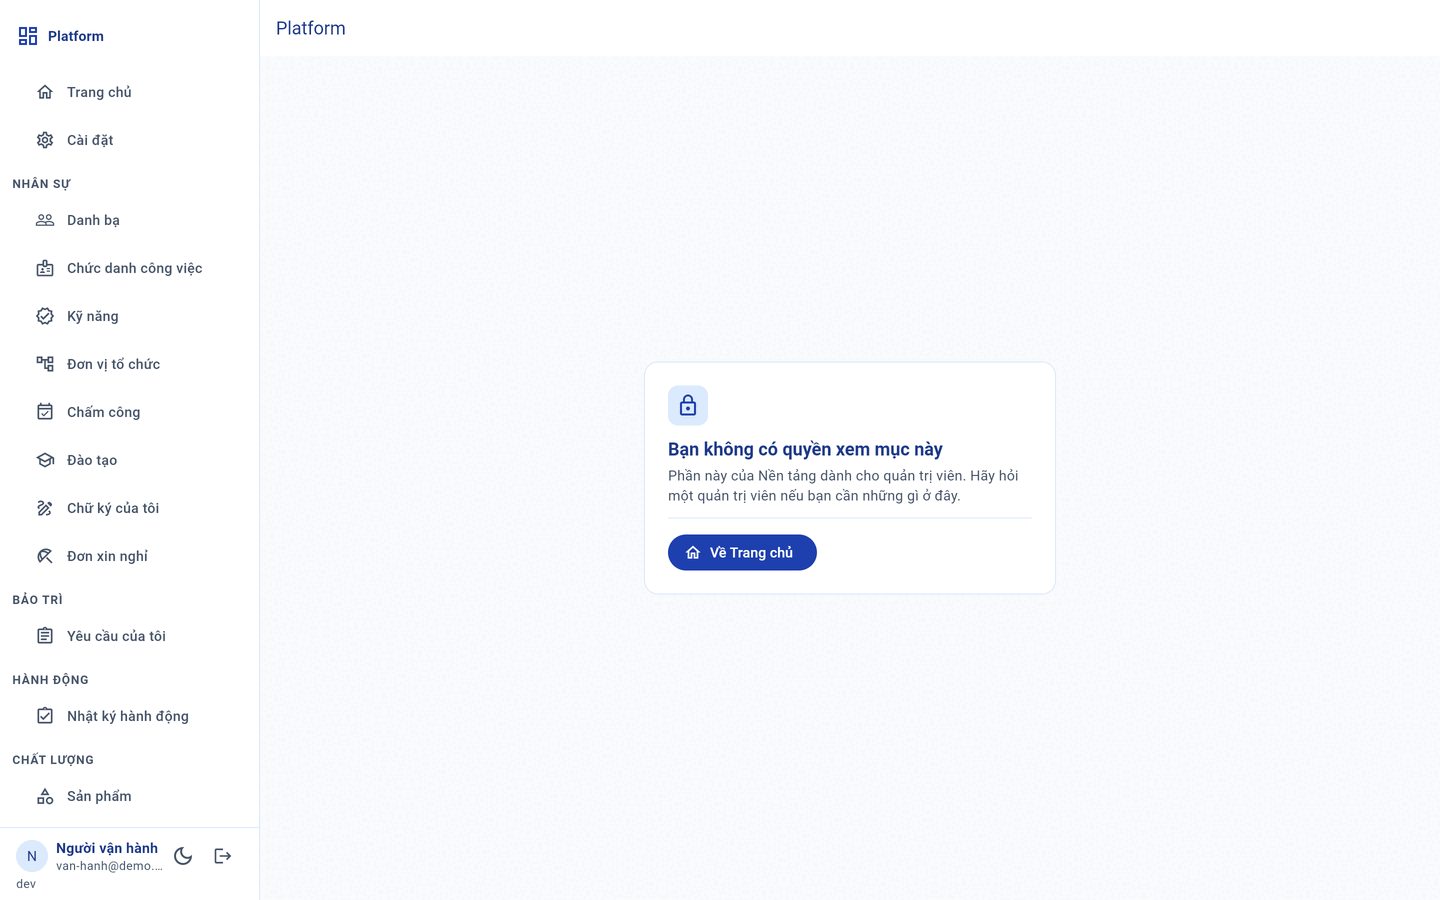 Platform
Trang chủ
Cài đặt
NHÂN SỰ
Danh bạ
Chức danh công việc
Kỹ năng
Đơn vị tổ chức
Chấm công
Đào tạo
Chữ ký của tôi
Đơn xin nghỉ
BẢO TRÌ
Yêu cầu của tôi
HÀNH ĐỘNG
Nhật ký hành động
CHẤT LƯỢNG
Sản phẩm
N
Người vận hành
van-hanh@demo....
dev
Platform
Bạn không có quyền xem mục này
Phần này của Nền tảng dành cho quản trị viên. Hãy hỏi
một quản trị viên nếu bạn cần những gì ở đây.
Về Trang chủ